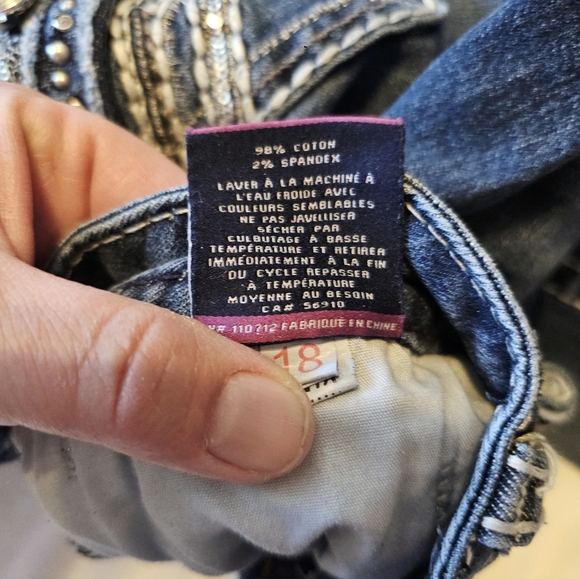 98% COTON
2% SPANDEX
LAVER À LA MACHINÉ À
L'EAU FROIDE AVEC
COULEURS SEMBLABLES
NE PAS JAVELLISER
SÉCHER PAR
CULBUTAGE À BASSE
TEMPÉRATURE ET RETIRER
IMMÉDIATEMENT À LA FIN
DU CYCLE REPASSER
À TEMPÉRATURE
MOYENNE AU BESOIN
CA# 56910
# 110712 FABRIQUÉ EN CHINE
18